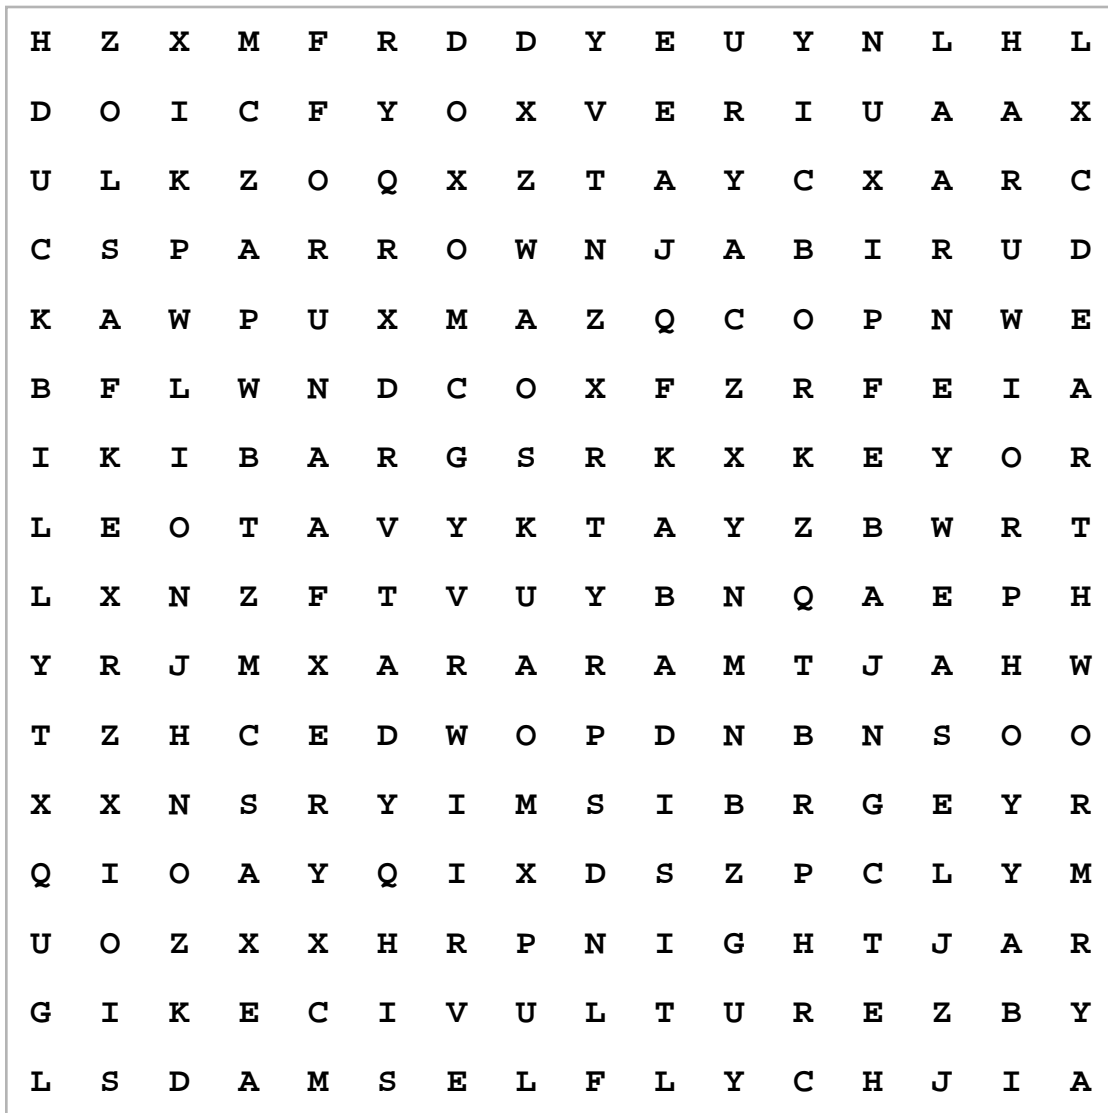 H Z X M F R D D Y E U Y N L H L
D O I C F Y O X V E R I U A A X
U L K Z O Q X Z T A Y C X A R C
C S P A R R O W N J A B I R U D
K A W P U X M A Z Q C O P N W E
B F L W N D C O X F Z R F E I A
I K I B A R G S R K X K E Y O R
L E O T A V Y K T A Y Z B W R T
L X N Z F T V U Y B N Q A E P H
Y R J M X A R A R A M T J A H W
T Z H C E D W O P D N B N S O O
X X N S R Y I M S I B R G E Y R
Q I O A Y Q I X D S Z P C L Y M
U O Z X X H R P N I G H T J A R
G I K E C I V U L T U R E Z B Y
L S D A M S E L F L Y C H J I A